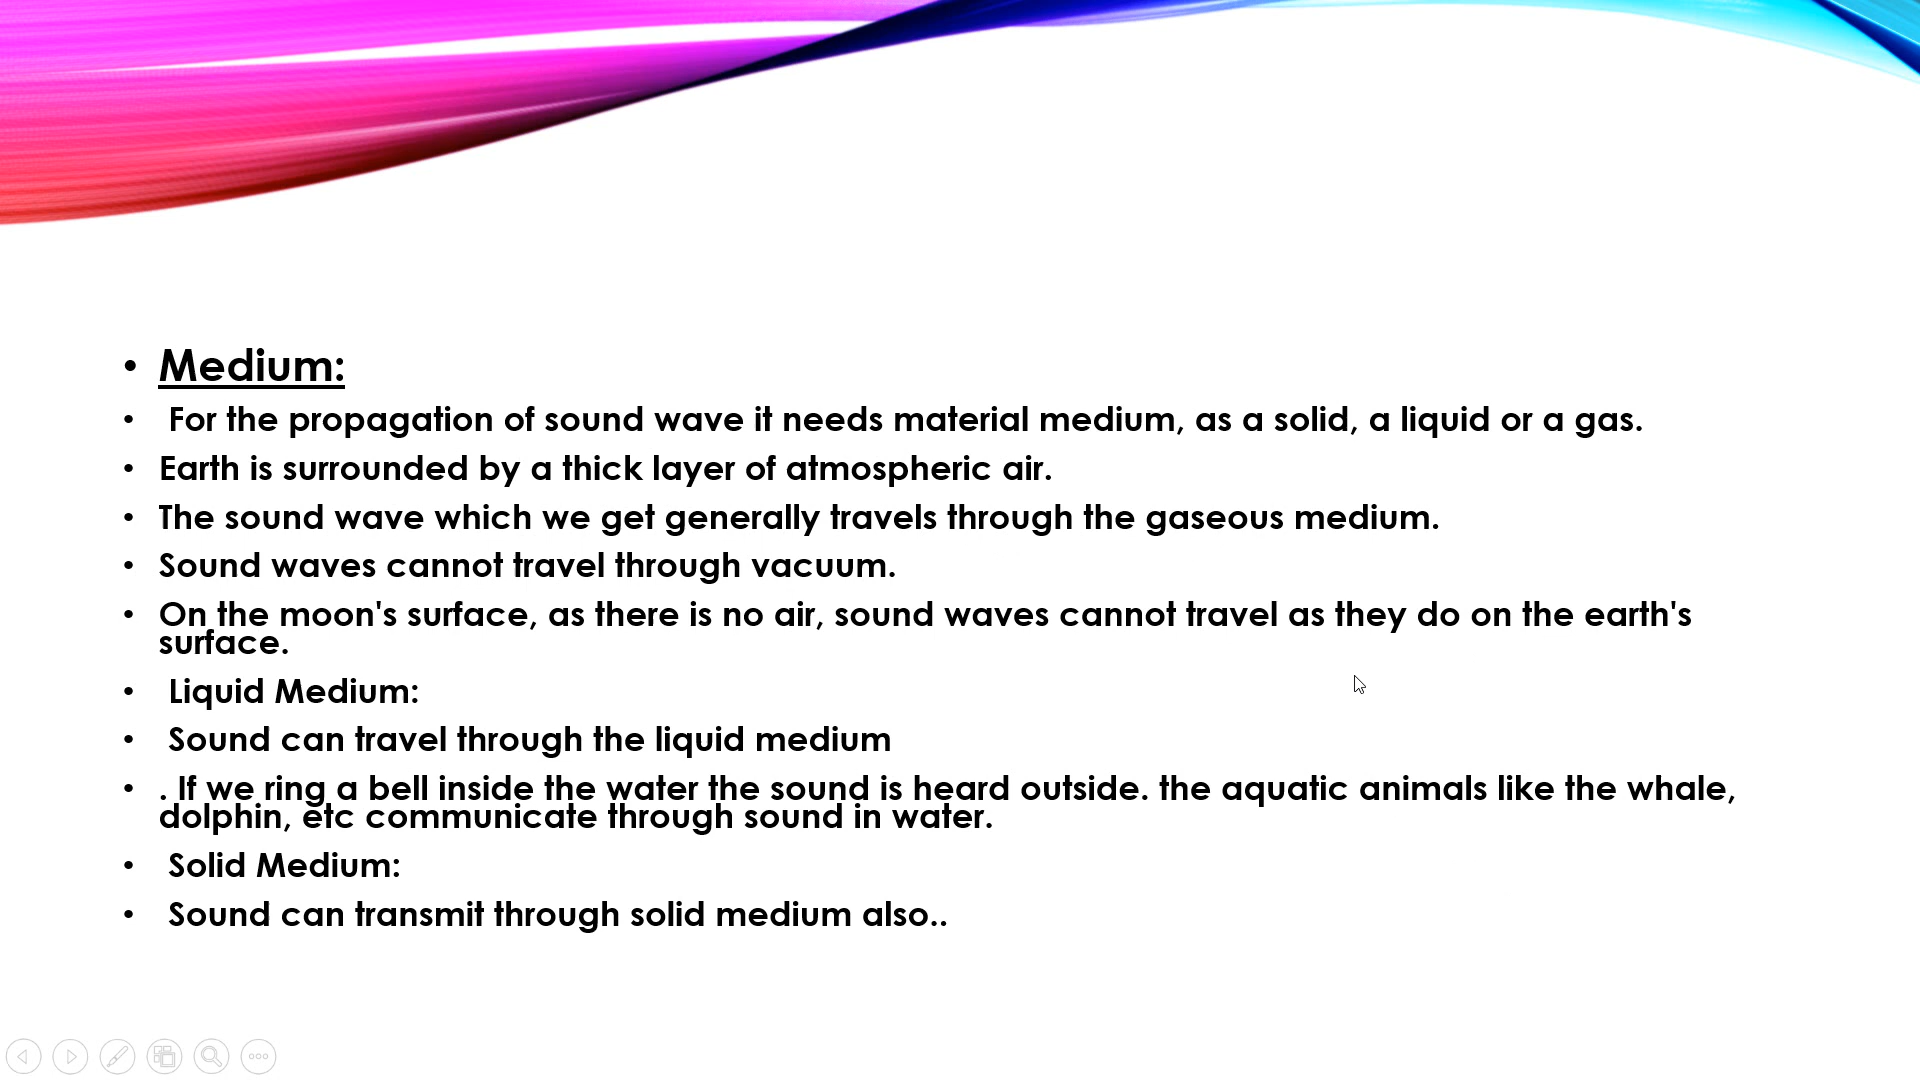 • Medium:
•  For the propagation of sound wave it needs material medium, as a solid, a liquid or a gas.
• Earth is surrounded by a thick layer of atmospheric air.
• The sound wave which we get generally travels through the gaseous medium.
• Sound waves cannot travel through vacuum.
• On the moon's surface, as there is no air, sound waves cannot travel as they do on the earth's
surface.
•  Liquid Medium:
•  Sound can travel through the liquid medium
• . If we ring a bell inside the water the sound is heard outside. the aquatic animals like the whale,
dolphin, etc communicate through sound in water.
•  Solid Medium:
•  Sound can transmit through solid medium also..